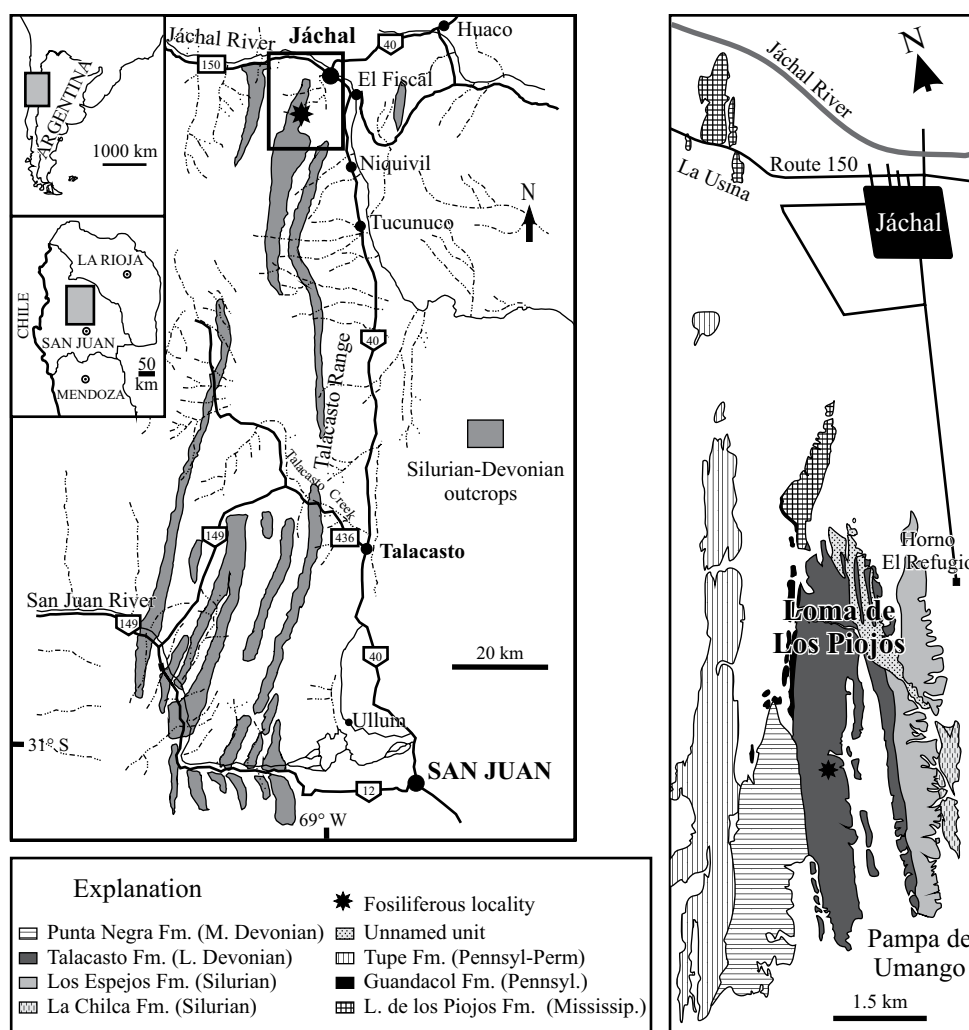 Jáchal River
150
Jáchal
40
Huaco
El Fiscal
ARGENTINA
1000 km
Niquivil
N
Tucunuco
LA RIOJA
CHILE
SAN JUAN
MENDOZA
50
km
40
Talacasto Range
Silurian-Devonian
outcrops
Talacasto Creek
149
436
Talacasto
San Juan River
149
40
20 km
Ullum
31° S
SAN JUAN
12
69° W
N
Jáchal River
La Usina
Route 150
Jáchal
Horno
El Refugio
Loma de
Los Piojos
Pampa de
Umango
1.5 km
Explanation
Punta Negra Fm. (M. Devonian)
Talacasto Fm. (L. Devonian)
Los Espejos Fm. (Silurian)
La Chilca Fm. (Silurian)
Fosiliferous locality
Unnamed unit
Tupe Fm. (Pennsyl-Perm)
Guandacol Fm. (Pennsyl.)
L. de los Piojos Fm. (Mississip.)